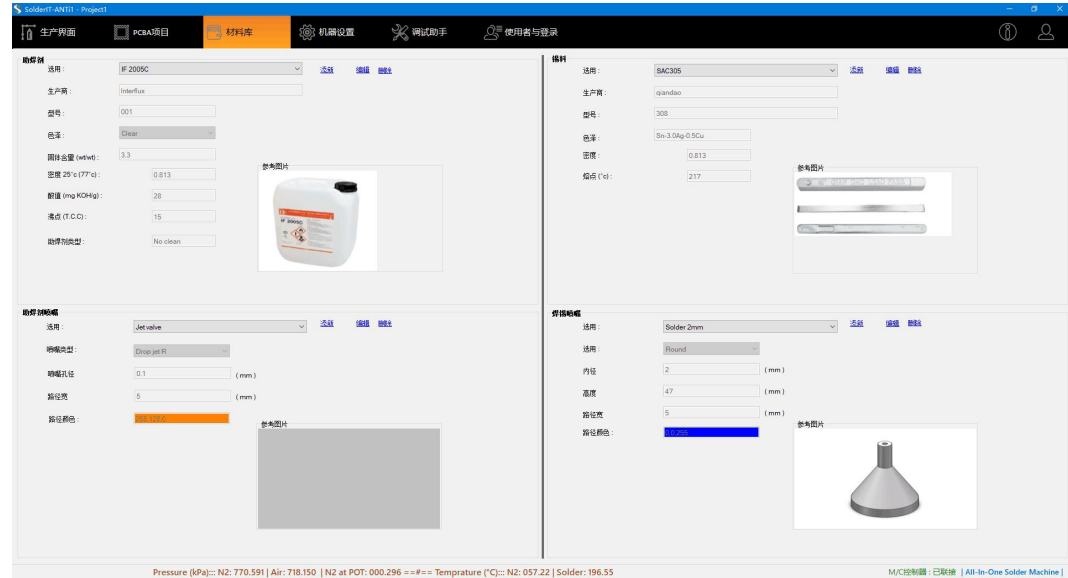 SolderIT-ANTi1 - Project1
生产界面 PCBA项目 材料库 机器设置 调试助手 使用者与登录
助焊剂
选用 : IF 2005C 添新 编辑 删除
生产商 : Interflux
型号 : 001
色泽 : Clear
固体含量 (wt/wt) : 3.3
密度 25°c (77°c) : 0.813
酸值 (mg KOH/g) : 28
沸点 (T.C.C) : 15
助焊剂类型 : No clean
参考图片
IF 2005C
锡料
选用 : SAC305 添新 编辑 删除
生产商 : qiandao
型号 : 308
色泽 : Sn-3.0Ag-0.5Cu
密度 : 0.813
熔点 (°c) : 217
参考图片
助焊剂喷嘴
选用 : Jet valve 添新 编辑 删除
喷嘴类型 : Drop jet R
喷嘴孔径 0.1 ( mm )
路径宽 5 ( mm )
路径颜色 : 255.127.0
参考图片
焊锡喷嘴
选用 : Solder 2mm 添新 编辑 删除
选用 : Round
内径 2 ( mm )
高度 47 ( mm )
路径宽 5 ( mm )
路径颜色 : 0.0.255
参考图片
Pressure (kPa)::: N2: 770.591 | Air: 718.150 | N2 at POT: 000.296 ==#== Temprature (°C)::: N2: 057.22 | Solder: 196.55
M/C控制器 : 已联接 | All-In-One Solder Machine |